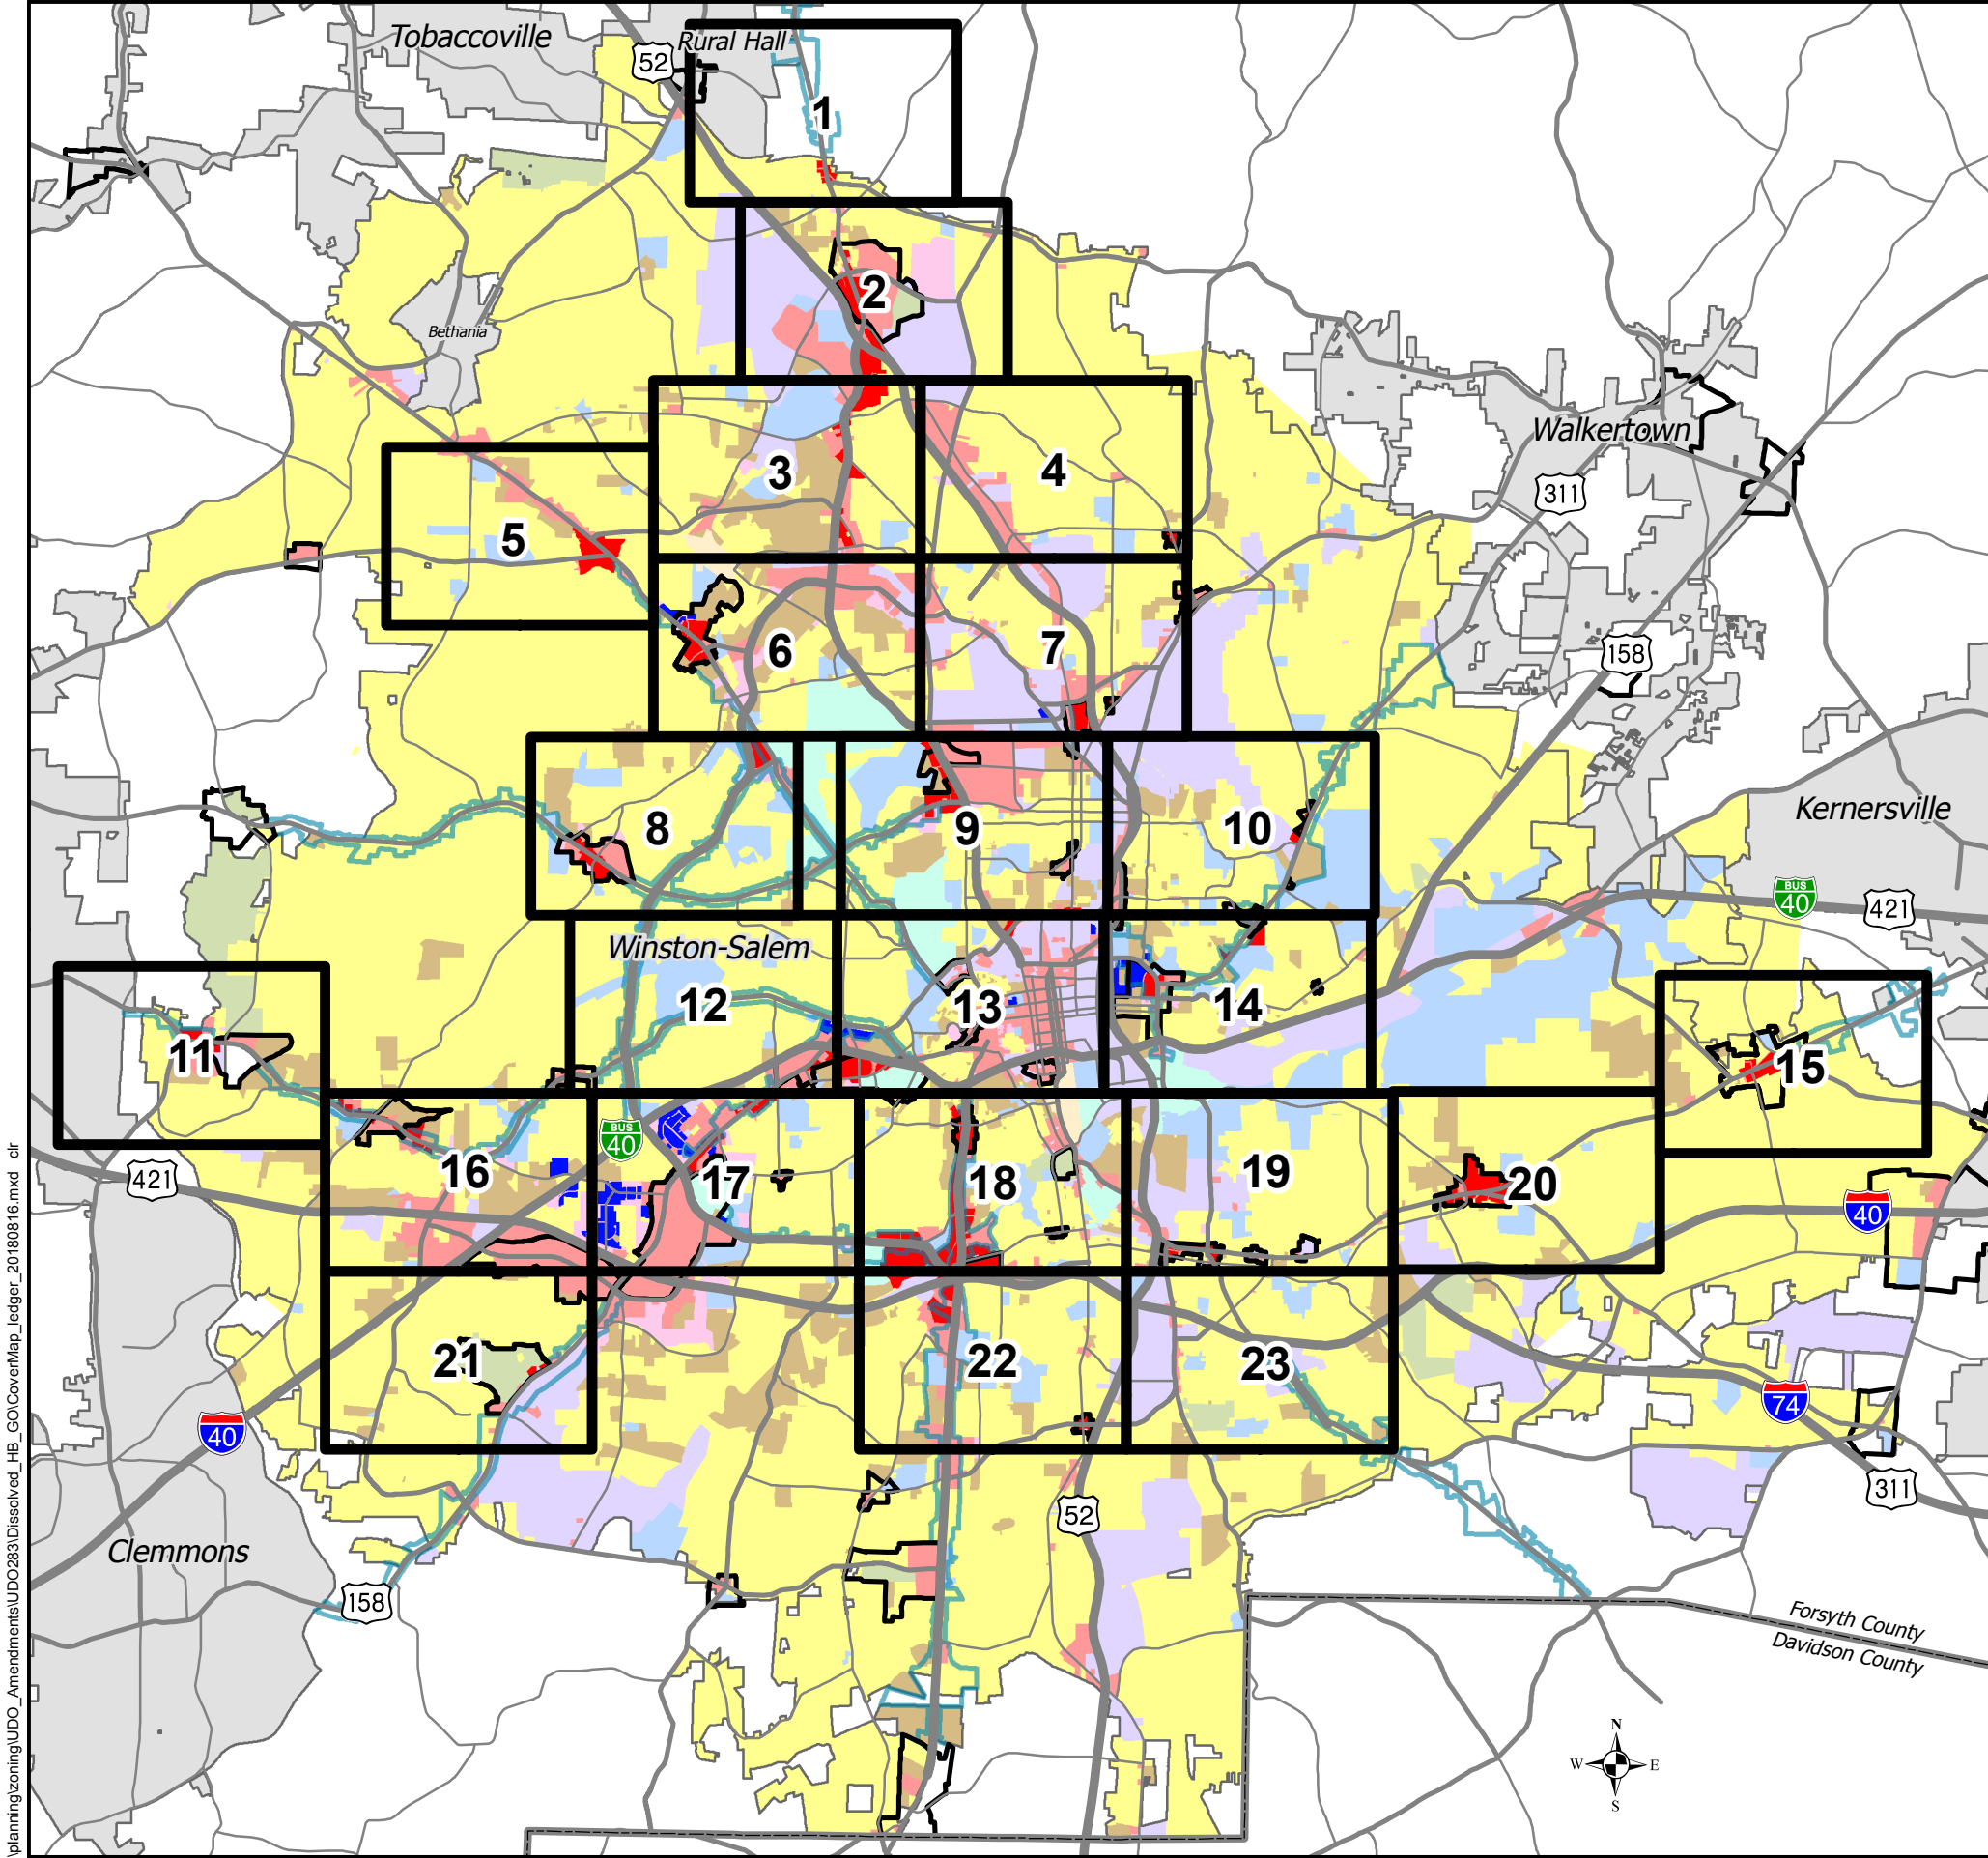 Tobaccoville
Rural Hall
52
1
2
Bethania
Walkertown
3
4
311
5
6
7
158
Kernersville
8
9
10
BUS
40
421
Winston-Salem
12
13
14
11
15
BUS
40
421
16
17
18
19
20
40
21
22
23
74
40
311
52
Clemmons
158
Forsyth County
Davidson County
N
W
E
S
\planning\zoning\UDO_Amendments\UDO283\Dissolved_HB_GO\CoverMap_ledger_20180816.mxd clr